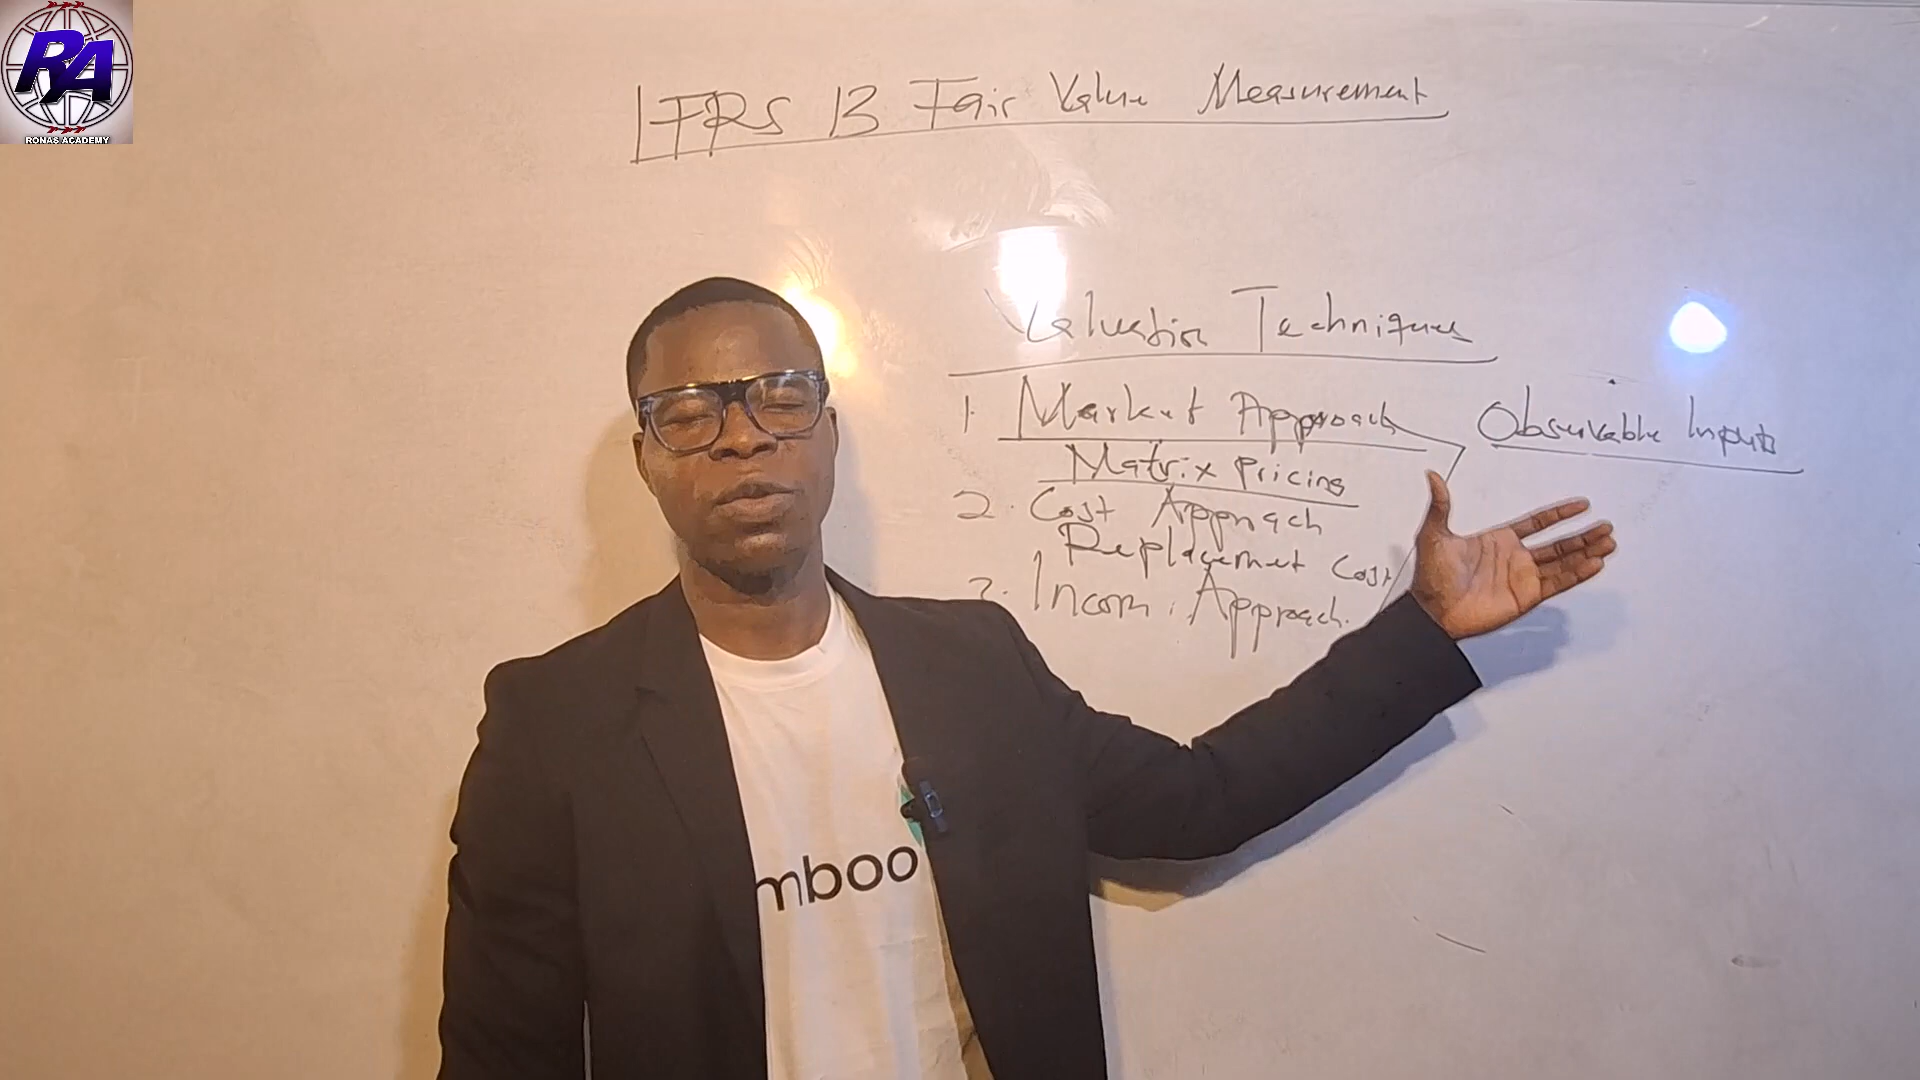 RA
RONAS ACADEMY
IFRS 13 Fair Value Measurement
Valuation Techniques
1. Market Approach
Observable Inputs
Matrix Pricing
2. Cost Approach
Replacement Cost
3. Income Approach.
mboo